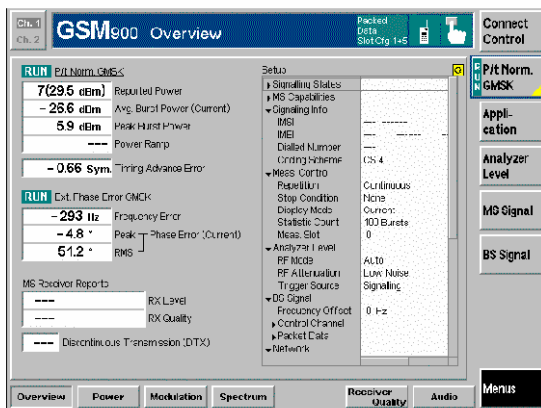 Ch. 1
Ch. 2
GSM900 Overview
Packed
Data
Slot Cfg 1+5
Connect
Control
RUN P/t Norm. GMSK
7(29.5 dBm) Reported Power
- 26.6 dBm Avg. Burst Power (Current)
5.9 dBm Peak Burst Power
--- Power Ramp
- 0.66 Sym. Timing Advance Error
RUN Ext. Phase Error GMSK
- 293 Hz Frequency Error
- 4.8 ° Peak Phase Error (Current)
51.2 ° RMS
MS Receiver Reports
--- RX Level
--- RX Quality
--- Discontinuous Transmission (DTX)
Setup
Signalling States
MS Capabilities
Signaling Info
IMSI
IMEI
Dialled Number ---
Coding Scheme CS 4
Meas. Control
Repetition Continuous
Stop Condition None
Display Mode Current
Statistic Count 100 Bursts
Meas. Slot 0
Analyzer Level
RF Mode Auto
RF Attenuation Low Noise
Trigger Source Signaling
BS Signal
Frequency Offset 0 Hz
Control Channel
Packet Data
Network
RUN
P/t Norm.
GMSK
Appli-
cation
Analyzer
Level
MS Signal
BS Signal
Menus
Overview Power Modulation Spectrum Receiver Quality Audio